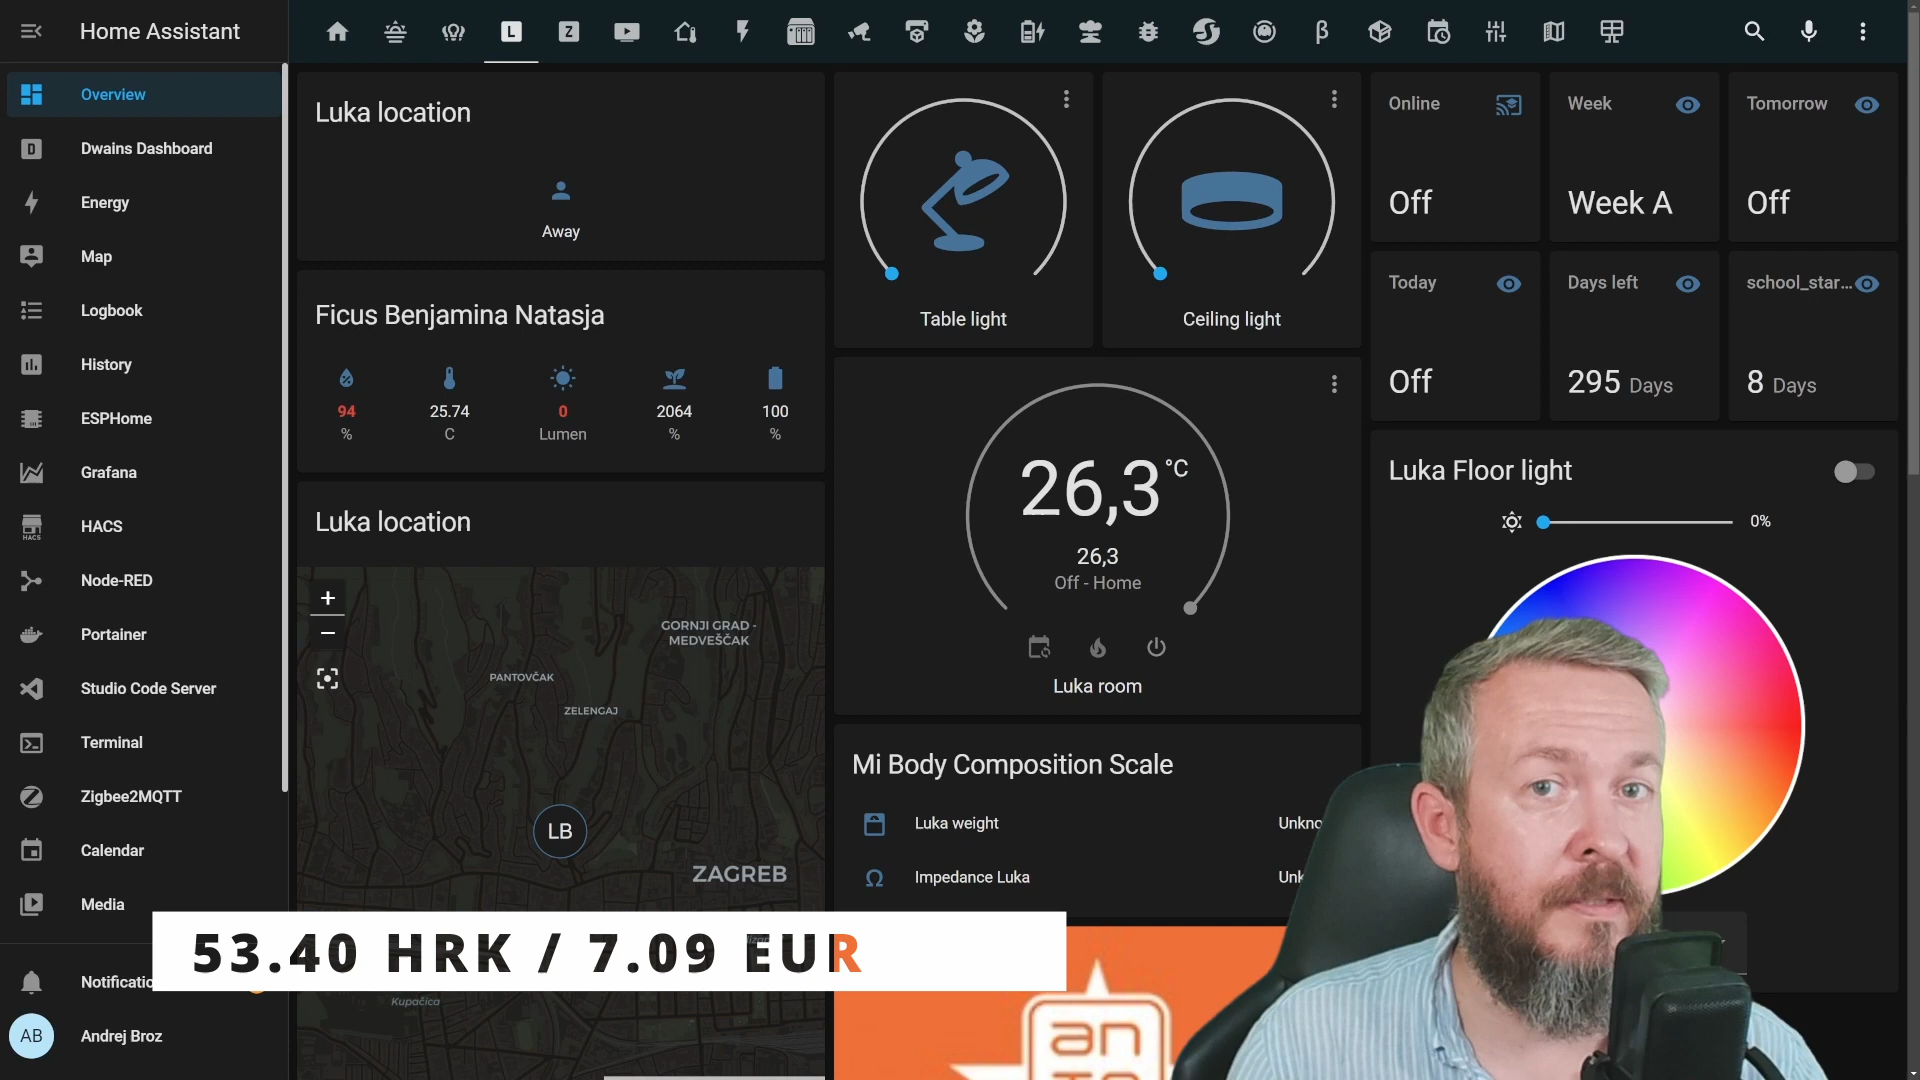 Home Assistant
L
Z
β
Overview
D
Dwains Dashboard
Energy
Map
Logbook
History
ESPHome
Grafana
HACS
HACS
Node-RED
Portainer
Studio Code Server
Terminal
Zigbee2MQTT
Calendar
Media
Notificatio
AB
Andrej Broz
Luka location
Away
Ficus Benjamina Natasja
94
%
25.74
C
0
Lumen
2064
%
100
%
Luka location
+
−
GORNJI GRAD -
MEDVEŠČAK
PANTOVČAK
ZELENGAJ
LB
ZAGREB
Kupačica
Table light
Ceiling light
26,3 °C
26,3
Off - Home
Luka room
Mi Body Composition Scale
Luka weight
Unkno
Ω
Impedance Luka
Unk
an
Online
Off
Week
Week A
Tomorrow
Off
Today
Off
Days left
295 Days
school_star...
8 Days
Luka Floor light
0%
53.40 HRK / 7.09 EUR